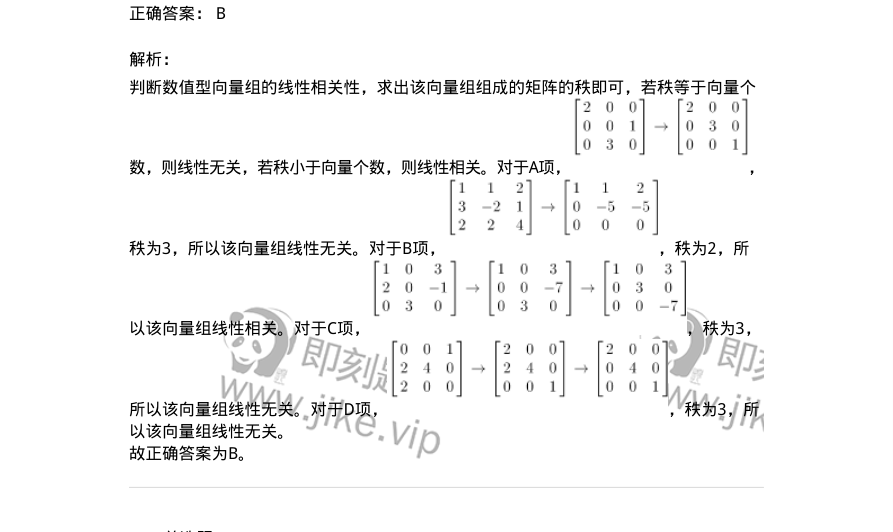 正确答案： B
解析：
判断数值型向量组的线性相关性，求出该向量组组成的矩阵的秩即可，若秩等于向量个
数，则线性无关，若秩小于向量个数，则线性相关。对于A项， [2 0 0; 0 0 1; 0 3 0] → [2 0 0; 0 3 0; 0 0 1] ，
秩为3，所以该向量组线性无关。对于B项， [1 1 2; 3 −2 1; 2 2 4] → [1 1 2; 0 −5 −5; 0 0 0] ，秩为2，所
以该向量组线性相关。对于C项， [1 0 3; 2 0 −1; 0 3 0] → [1 0 3; 0 0 −7; 0 3 0] → [1 0 3; 0 3 0; 0 0 −7] ，秩为3，
所以该向量组线性无关。对于D项， [0 0 1; 2 4 0; 2 0 0] → [2 0 0; 2 4 0; 0 0 1] → [2 0 0; 0 4 0; 0 0 1] ，秩为3，所
以该向量组线性无关。
故正确答案为B。
即刻
www.jike.vip
即
www.jik